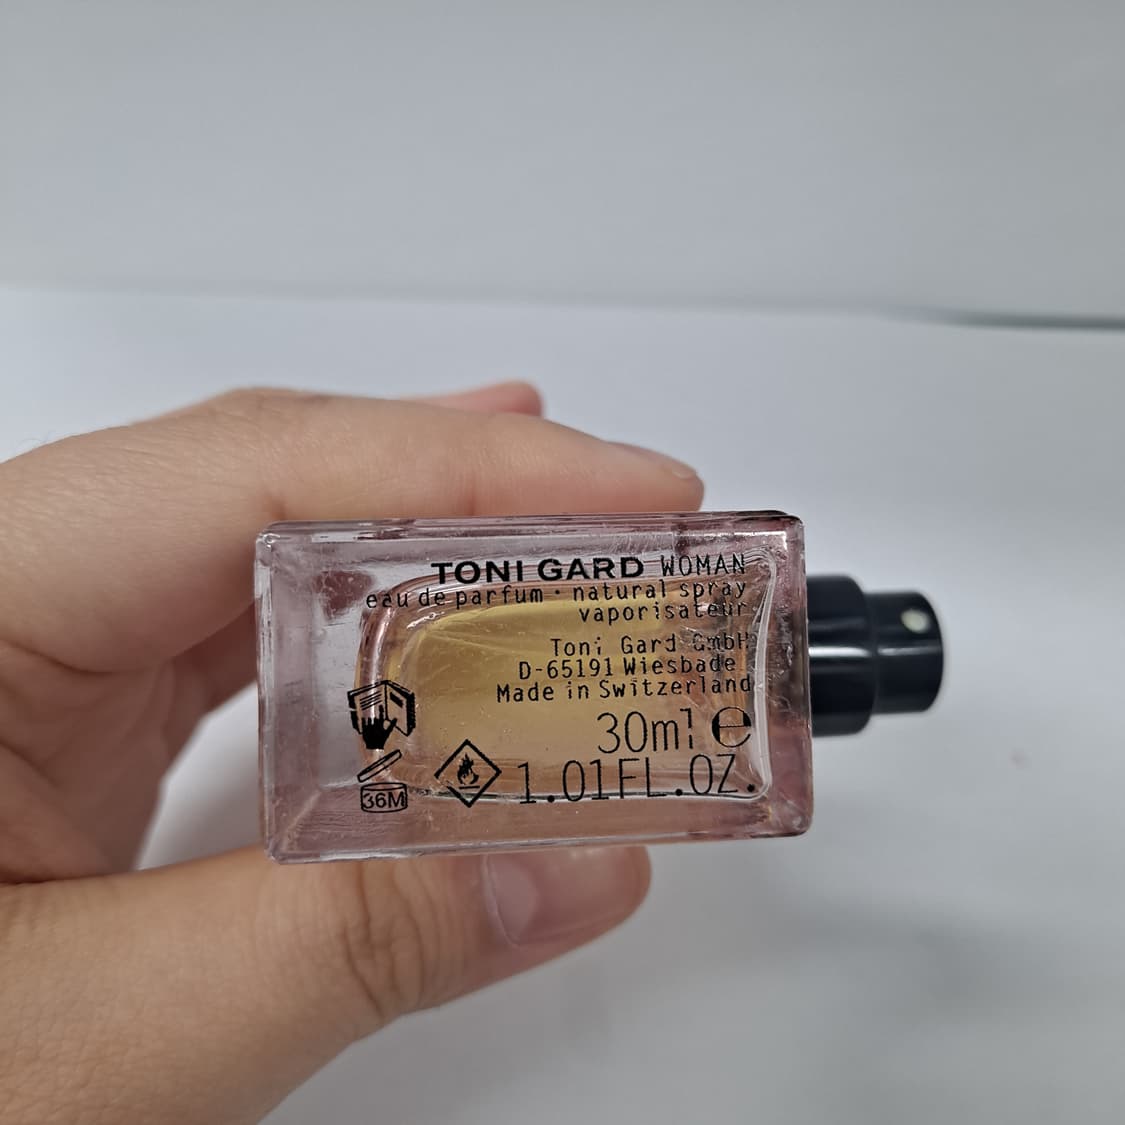 TONI GARD WOMAN
eau de parfum · natural spray
vaporisateur
Toni Gard GmbH
D-65191 Wiesbade
Made in Switzerland
30ml e
1.01FL.OZ.
36M